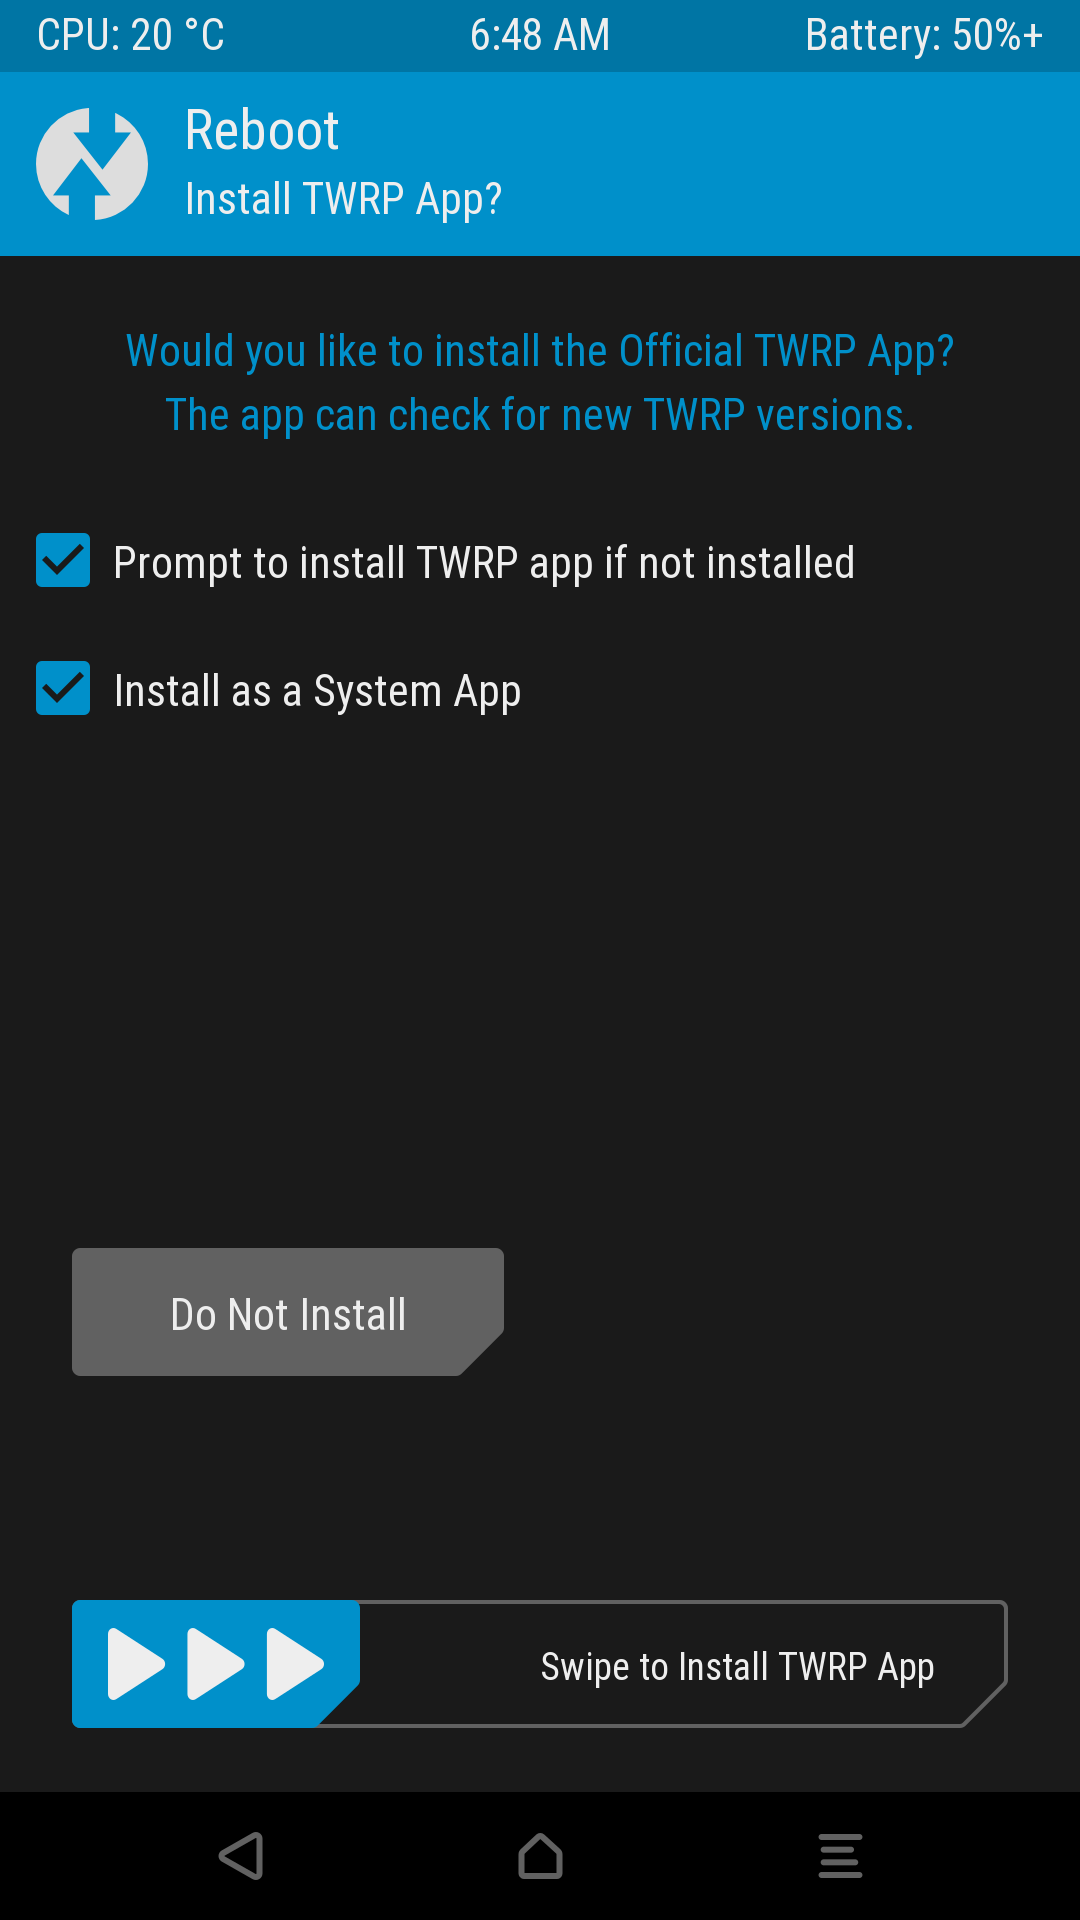 CPU: 20 °C 6:48 AM Battery: 50%+
Reboot
Install TWRP App?
Would you like to install the Official TWRP App?
The app can check for new TWRP versions.
Prompt to install TWRP app if not installed
Install as a System App
Do Not Install
Swipe to Install TWRP App